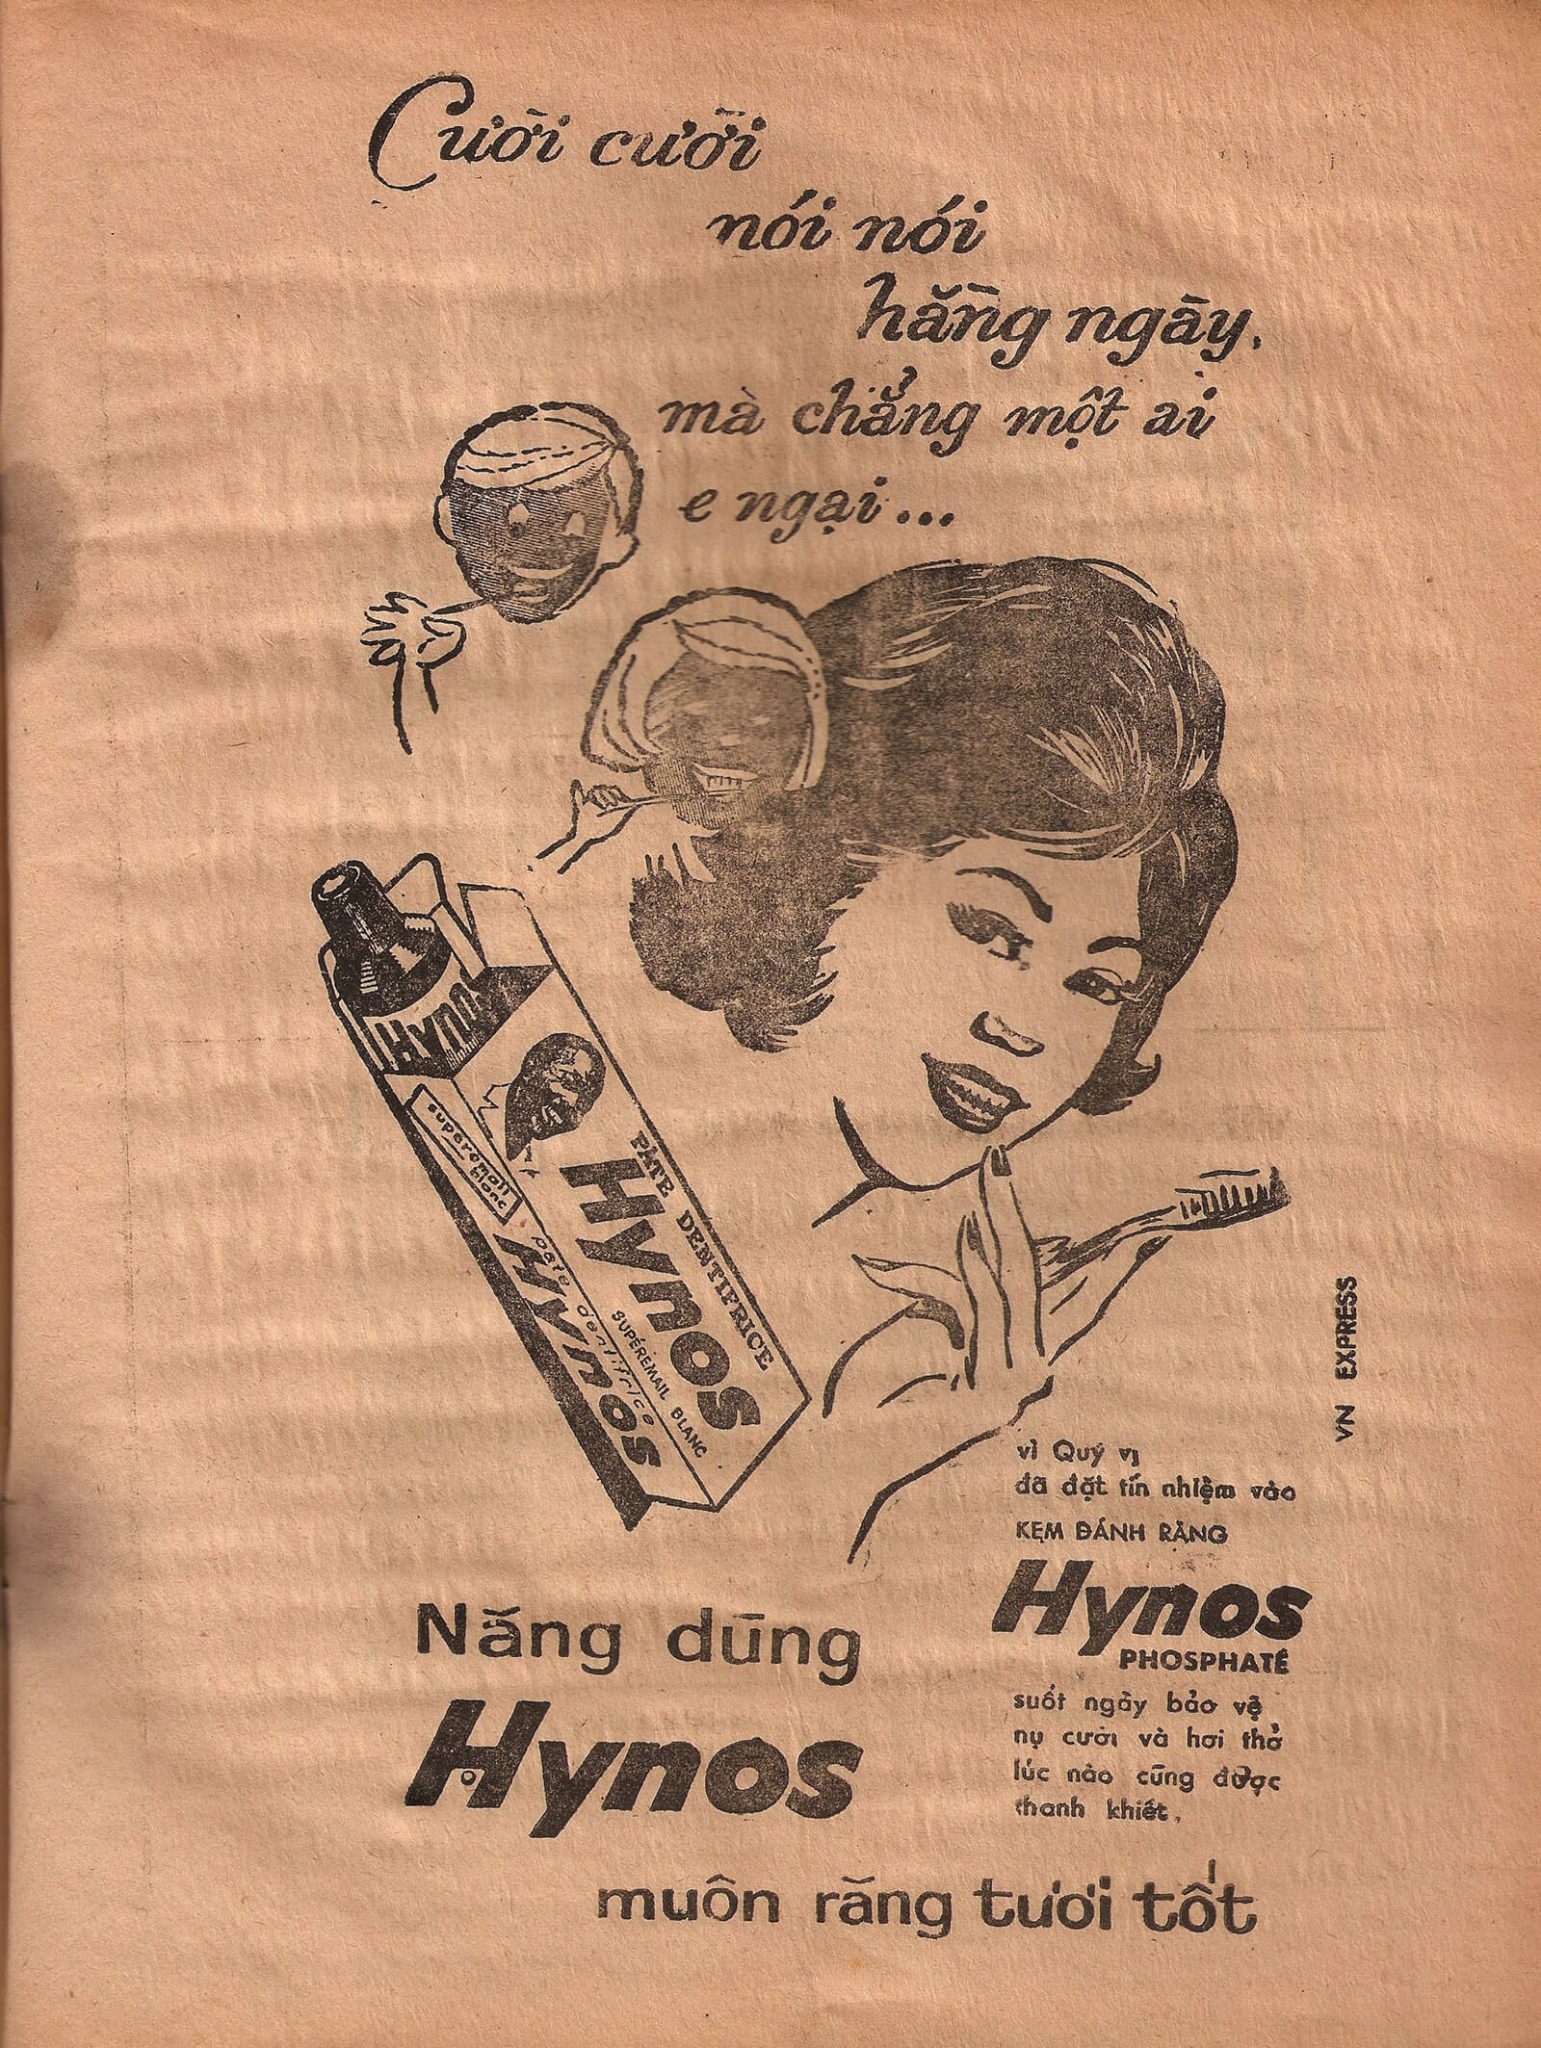 Cười cười
nói nói
hằng ngày,
mà chẳng một ai
e ngại...
Hynos
superémail
blanc
PÂTE DENTIFRICE
Hynos
SUPÉREMAIL BLANC
pate dentifrice
Hynos
VN EXPRESS
vì Quý vị
đã đặt tín nhiệm vào
KEM ĐÁNH RĂNG
Hynos
PHOSPHATÉ
suốt ngày bảo vệ
nụ cười và hơi thở
lúc nào cũng được
thanh khiết.
Năng dùng
Hynos
muôn răng tươi tốt